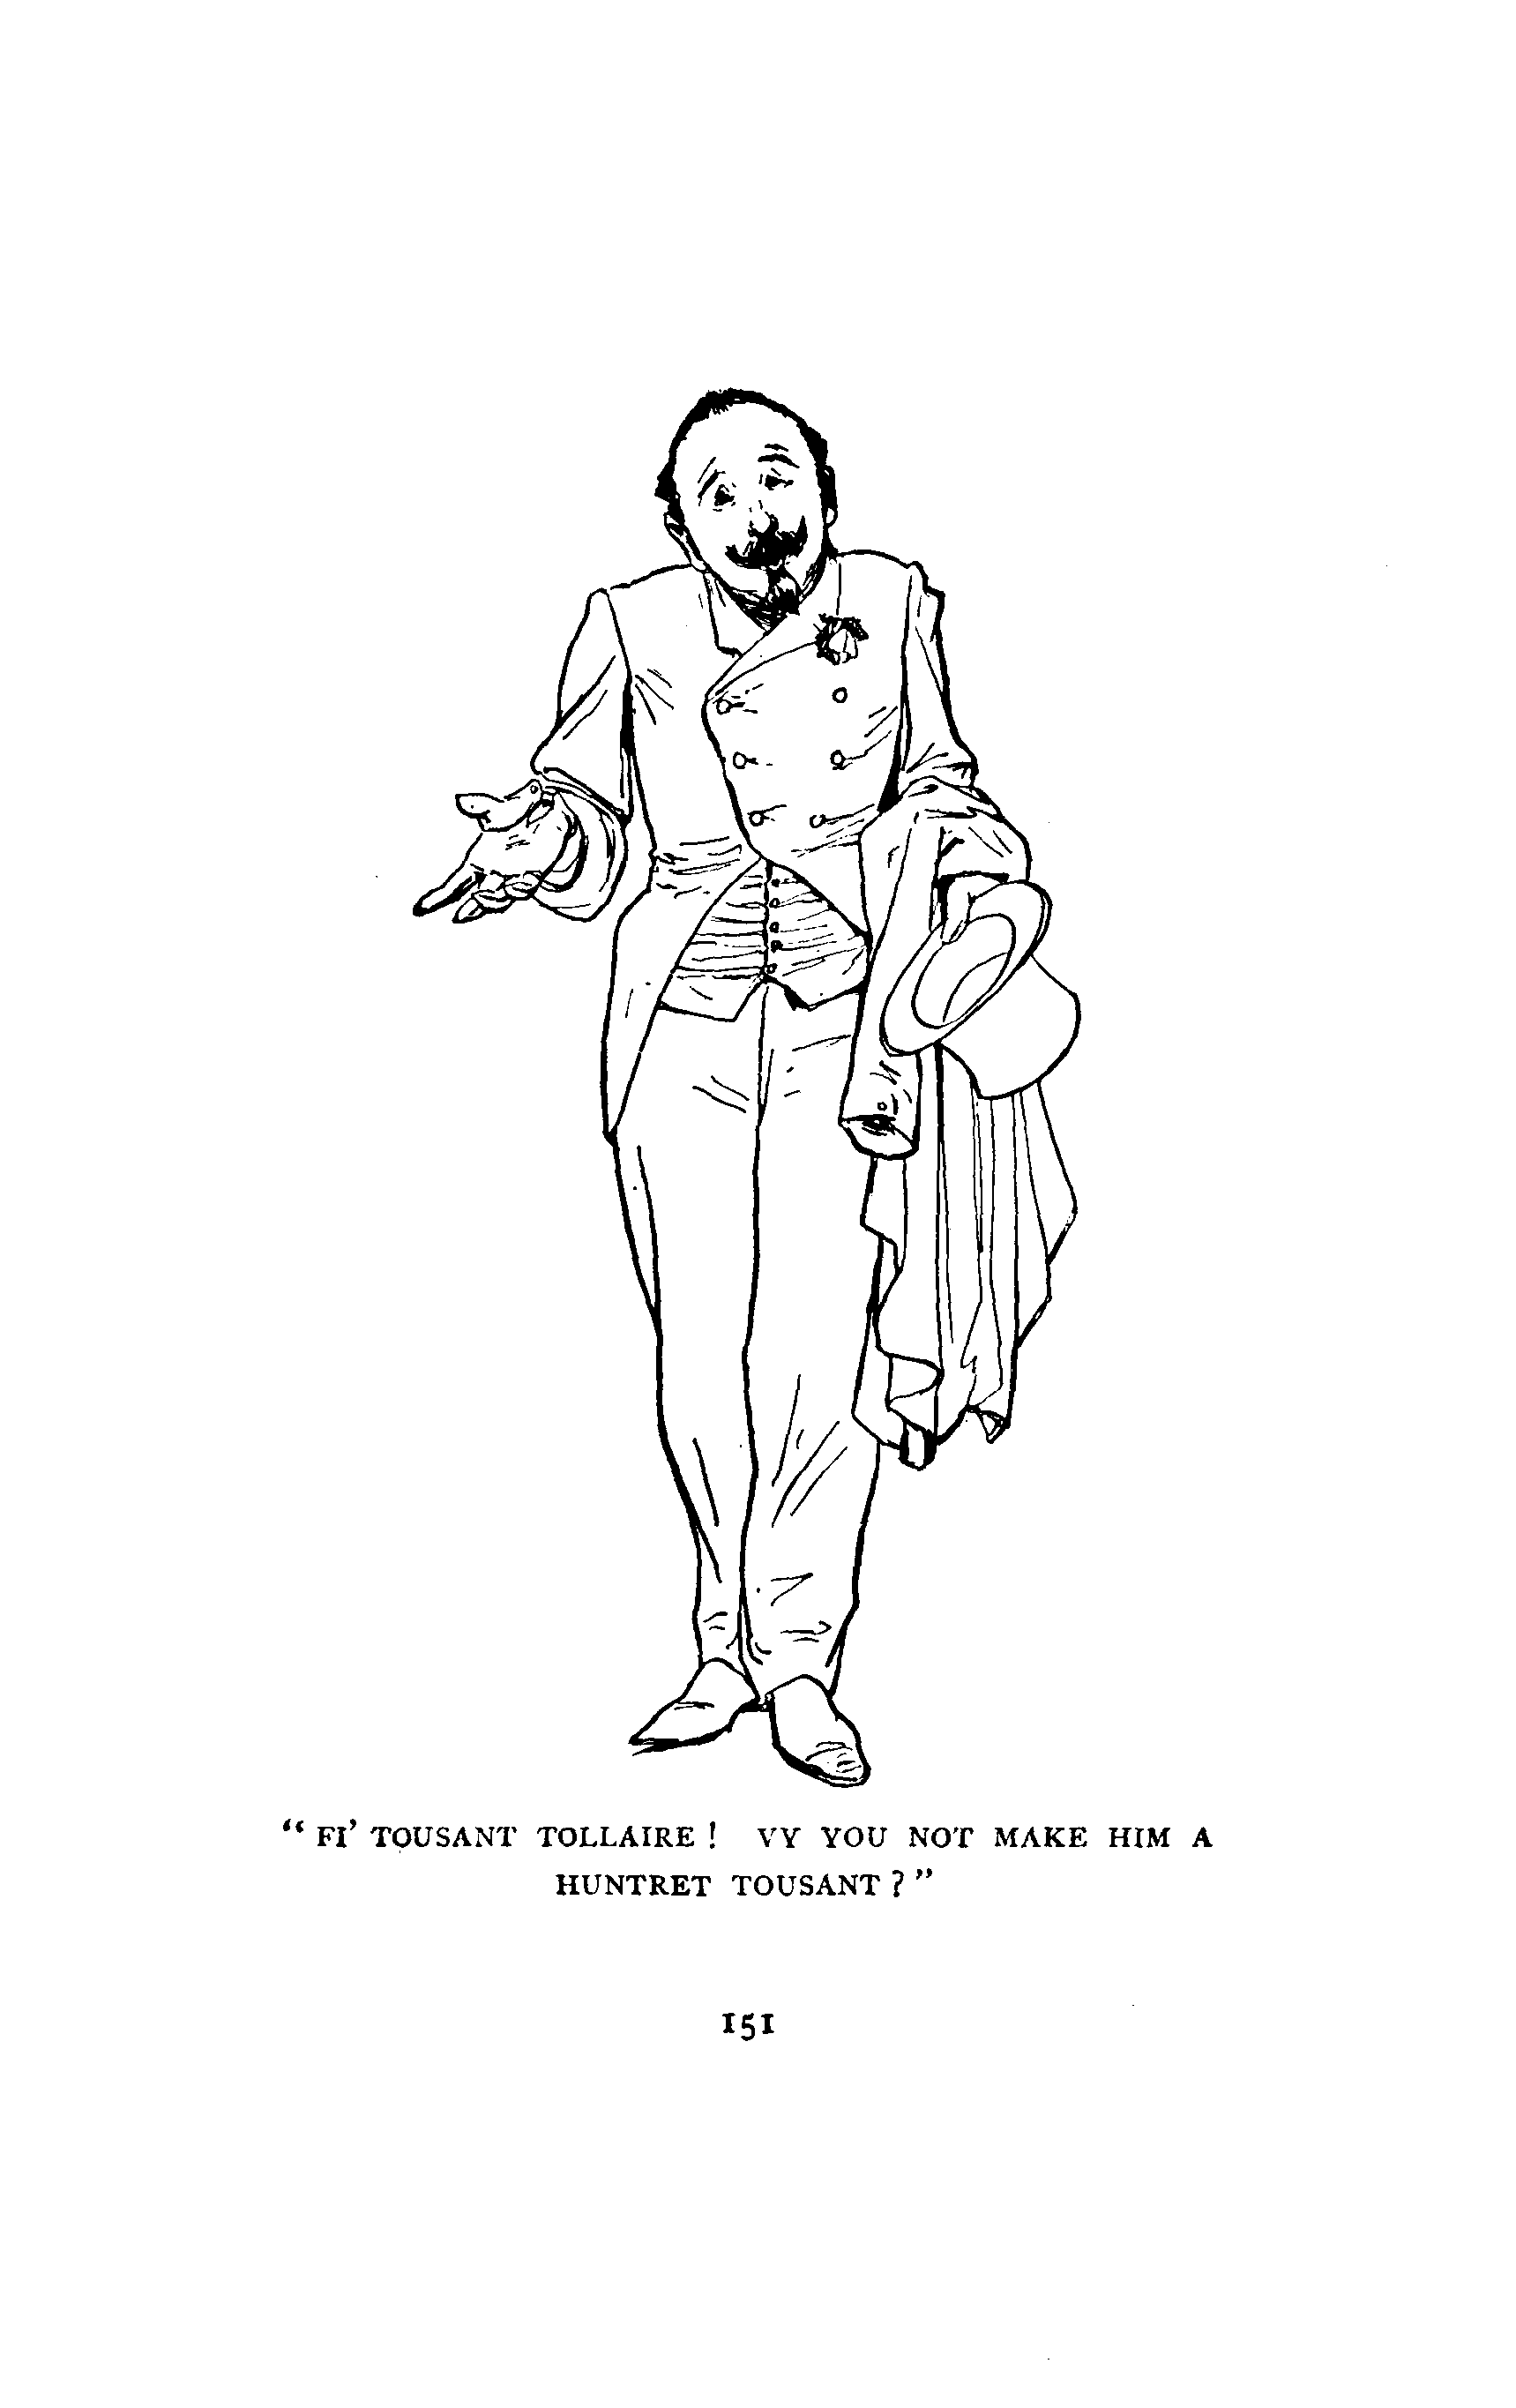 “ FI’ TOUSANT TOLLAIRE ! VY YOU NOT MAKE HIM A
HUNTRET TOUSANT ? ”
151